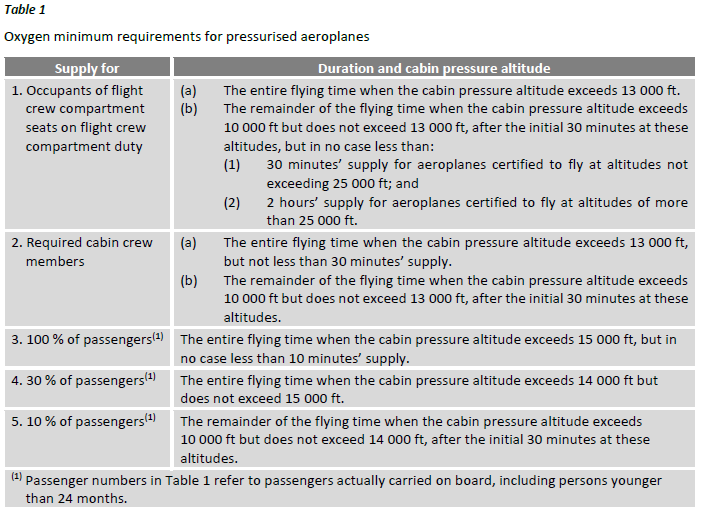 Table 1
Oxygen minimum requirements for pressurised aeroplanes
Supply for
Duration and cabin pressure altitude
1. Occupants of flight
crew compartment
seats on flight crew
compartment duty
(a) The entire flying time when the cabin pressure altitude exceeds 13 000 ft.
(b) The remainder of the flying time when the cabin pressure altitude exceeds
10 000 ft but does not exceed 13 000 ft, after the initial 30 minutes at these
altitudes, but in no case less than:
(1) 30 minutes’ supply for aeroplanes certified to fly at altitudes not
exceeding 25 000 ft; and
(2) 2 hours’ supply for aeroplanes certified to fly at altitudes of more
than 25 000 ft.
2. Required cabin crew
members
(a) The entire flying time when the cabin pressure altitude exceeds 13 000 ft,
but not less than 30 minutes’ supply.
(b) The remainder of the flying time when the cabin pressure altitude exceeds
10 000 ft but does not exceed 13 000 ft, after the initial 30 minutes at these
altitudes.
3. 100 % of passengers(1)
The entire flying time when the cabin pressure altitude exceeds 15 000 ft, but in
no case less than 10 minutes’ supply.
4. 30 % of passengers(1)
The entire flying time when the cabin pressure altitude exceeds 14 000 ft but
does not exceed 15 000 ft.
5. 10 % of passengers(1)
The remainder of the flying time when the cabin pressure altitude exceeds
10 000 ft but does not exceed 14 000 ft, after the initial 30 minutes at these
altitudes.
(1) Passenger numbers in Table 1 refer to passengers actually carried on board, including persons younger
than 24 months.